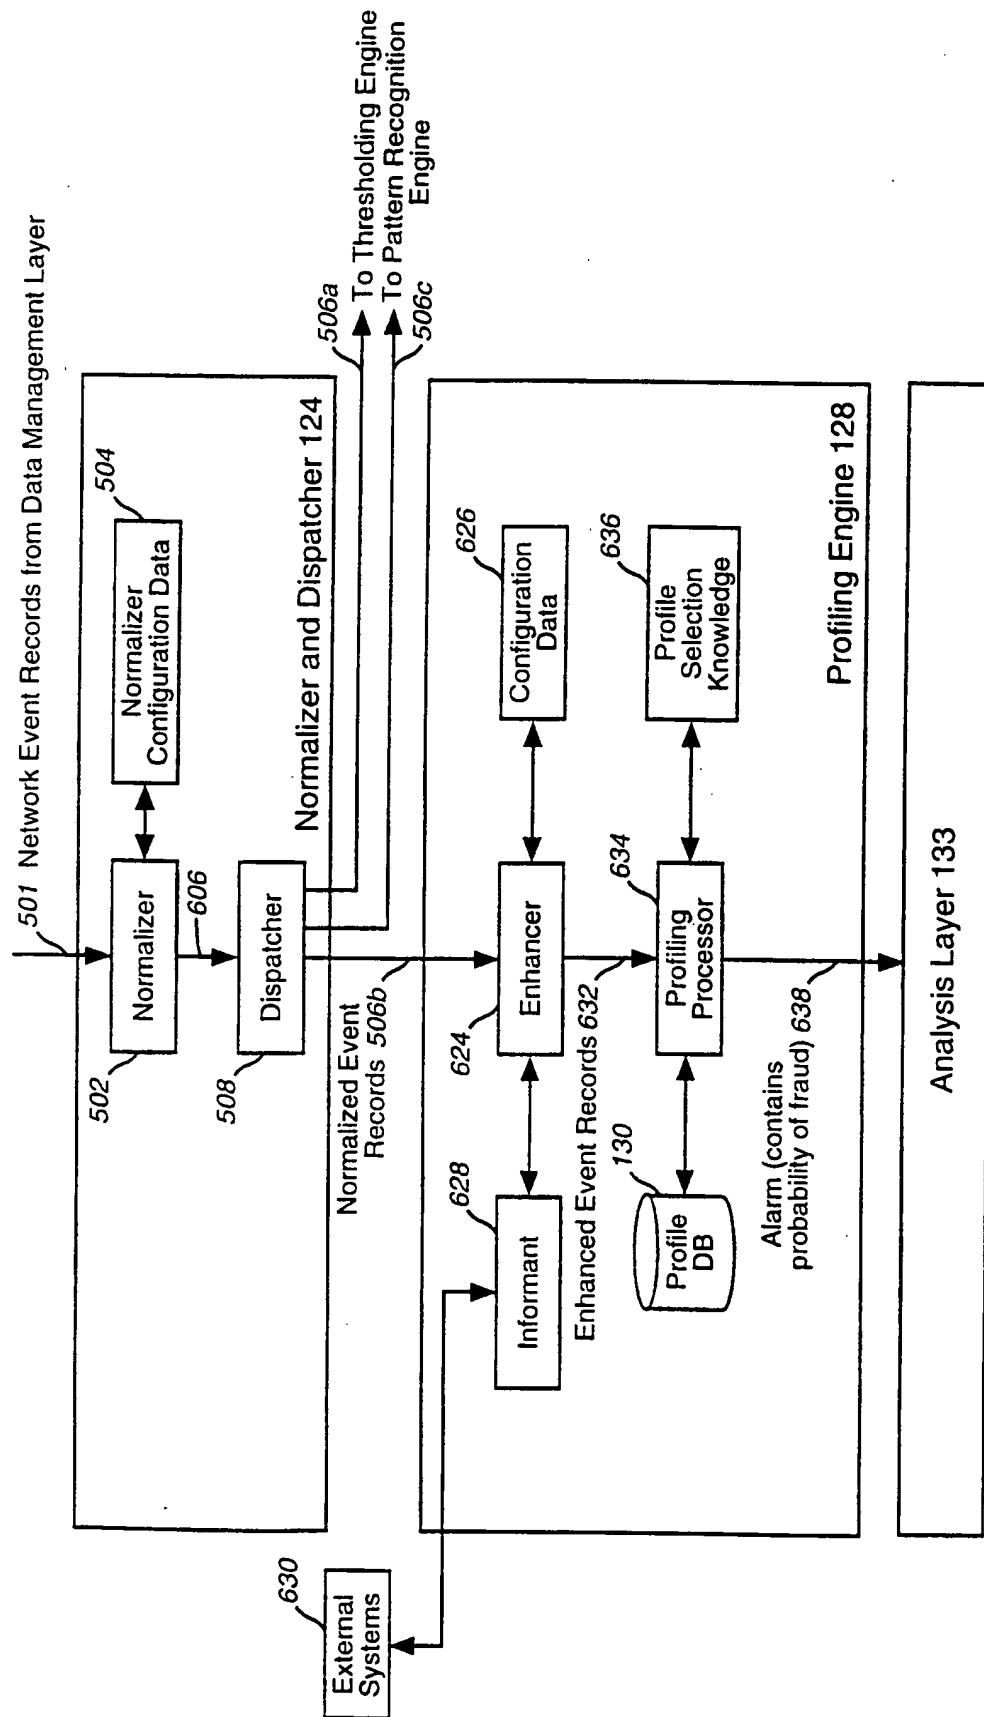 501 Network Event Records from Data Management Layer
504
Normalizer
Configuration Data
Normalizer
502
606
Dispatcher
508
Normalizer and Dispatcher 124
506a
To Thresholding Engine
To Pattern Recognition
Engine
506c
Normalized Event
Records 506b
External
Systems
630
Informant
628
Enhancer
624
Configuration
Data
626
Enhanced Event Records 632
Profile
DB
130
Profiling
Processor
634
Profile
Selection
Knowledge
636
Profiling Engine 128
Alarm (contains
probability of fraud) 638
Analysis Layer 133